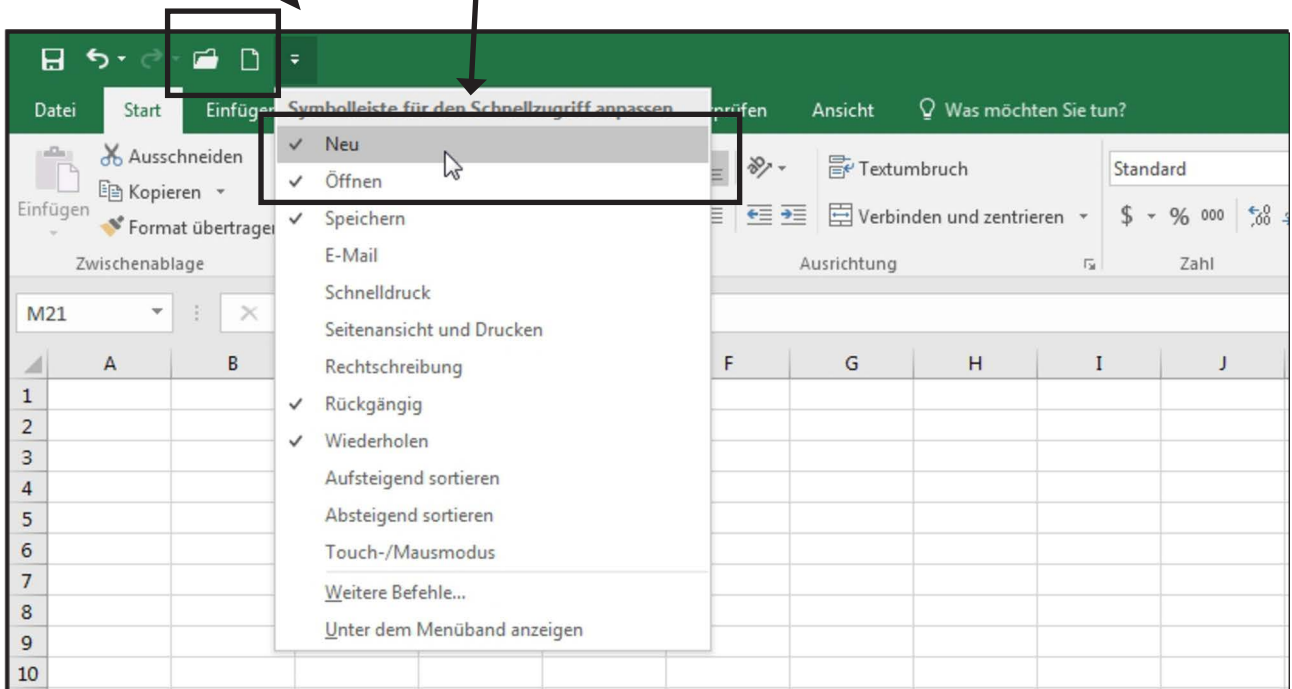 Datei Start Einfügen Ansicht Was möchten Sie tun?
Symbolleiste für den Schnellzugriff anpassen
Neu
Öffnen
Speichern
E-Mail
Schnelldruck
Seitenansicht und Drucken
Rechtschreibung
Rückgängig
Wiederholen
Aufsteigend sortieren
Absteigend sortieren
Touch-/Mausmodus
Weitere Befehle...
Unter dem Menüband anzeigen
Ausschneiden
Kopieren
Einfügen
Format übertragen
Zwischenablage
Textumbruch
Verbinden und zentrieren
Ausrichtung
Standard
$ % 000 ,00
Zahl
M21
A B F G H I J
1
2
3
4
5
6
7
8
9
10